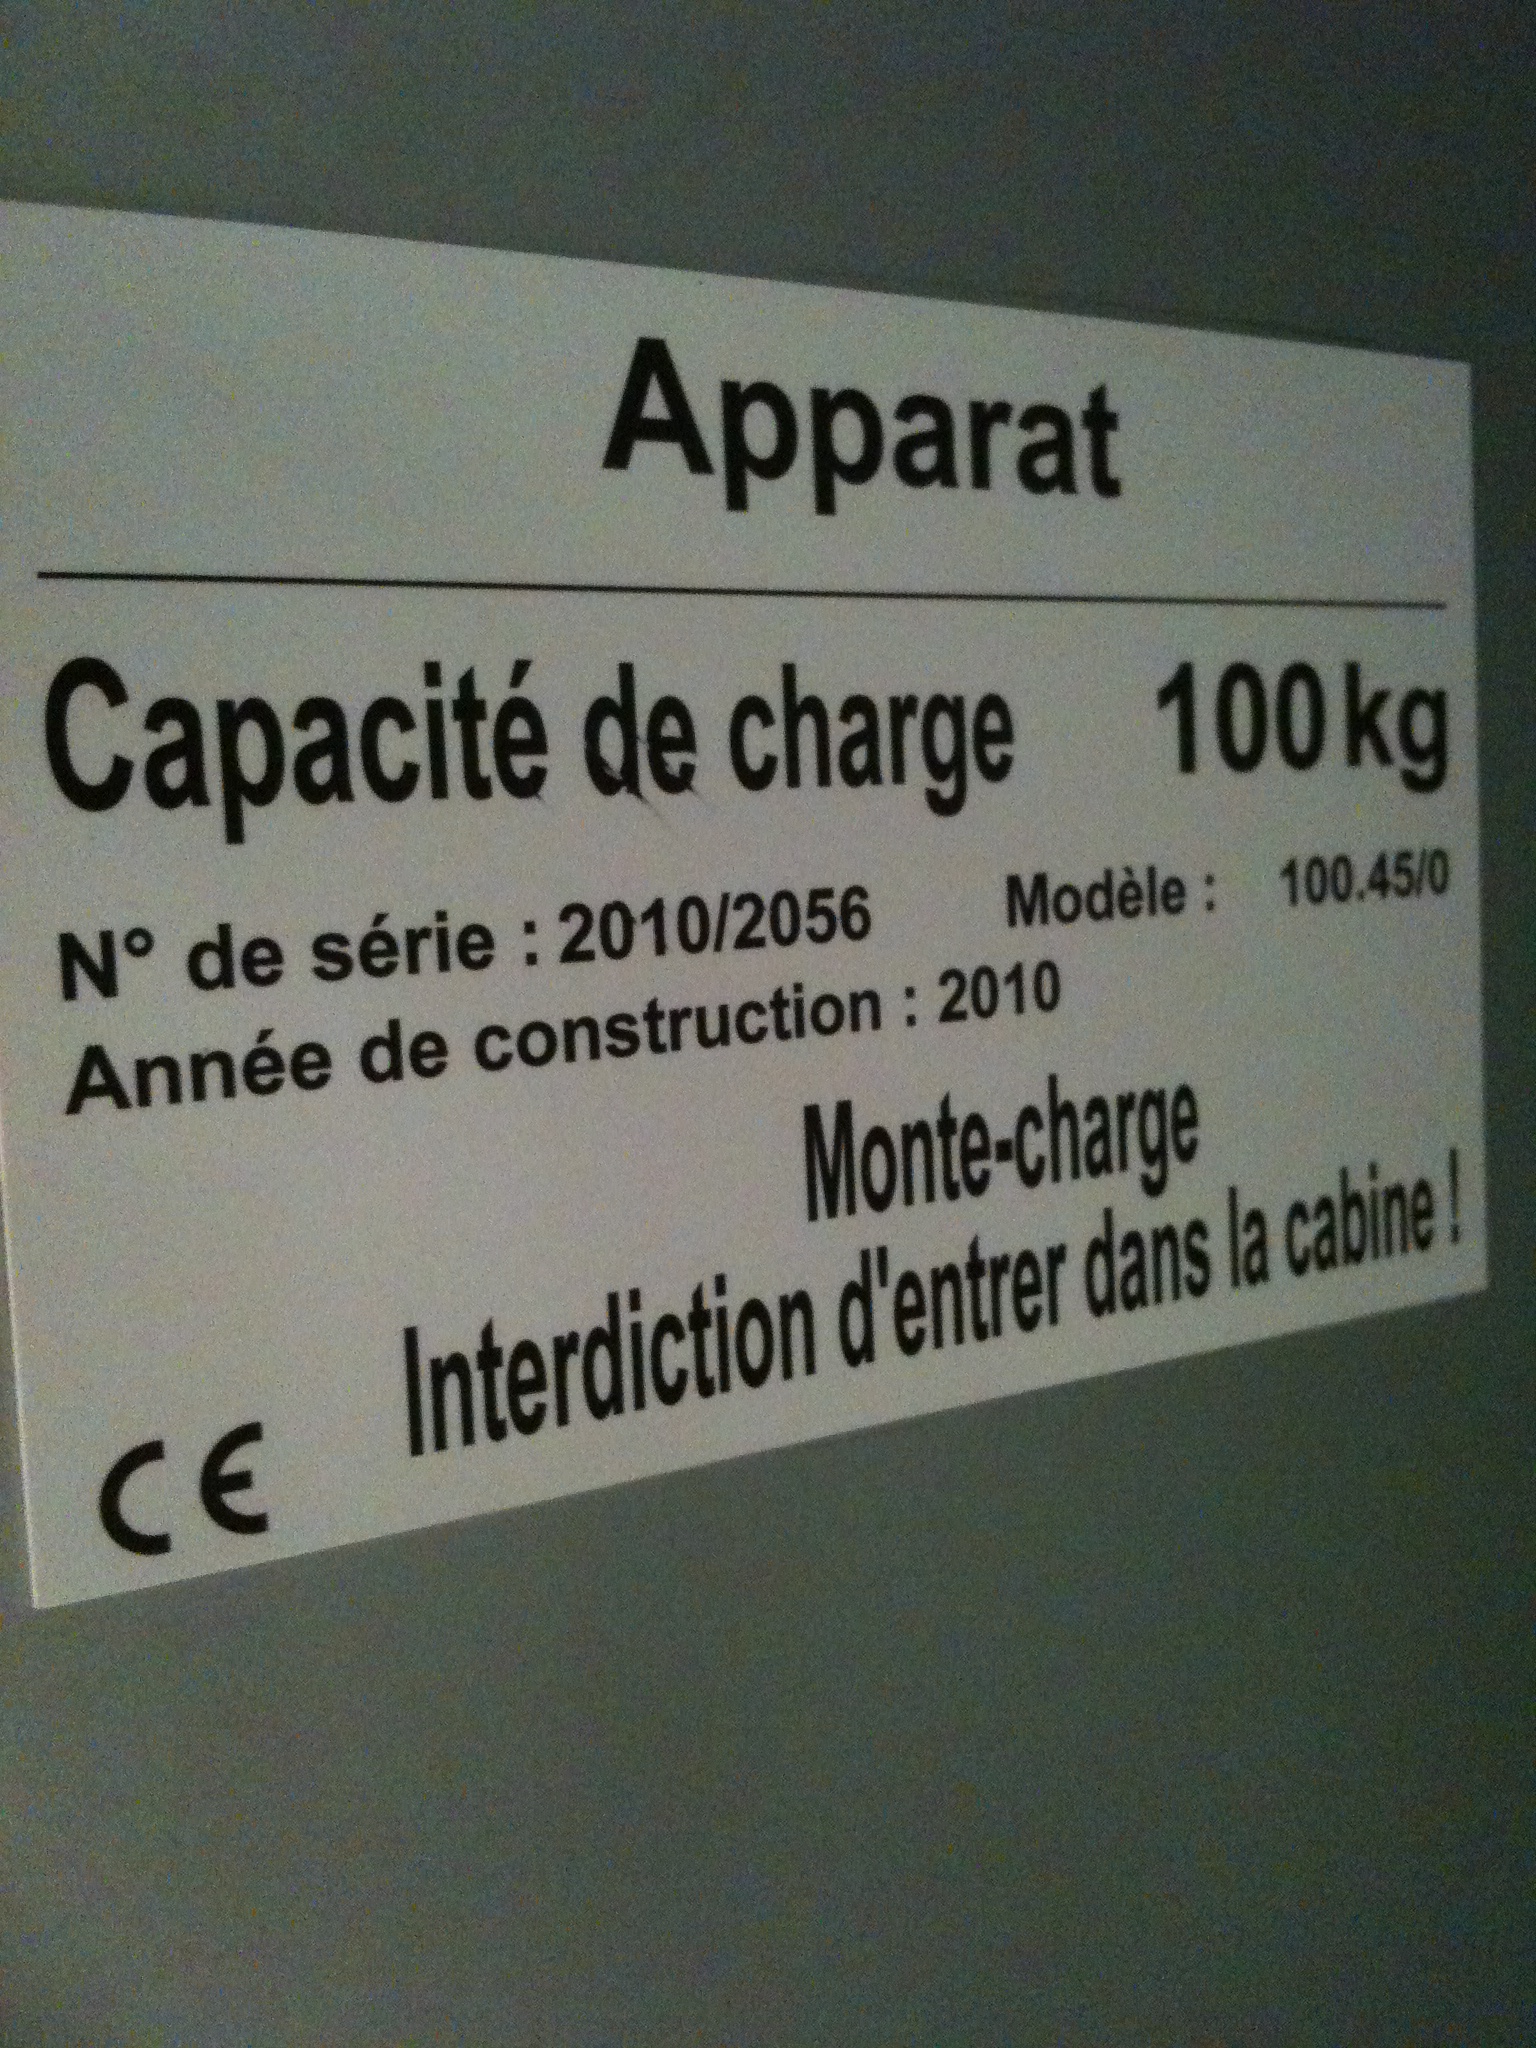 Apparat
Capacité de charge 100 kg
N° de série : 2010/2056 Modèle : 100.45/0
Année de construction : 2010
Monte-charge
Interdiction d'entrer dans la cabine !
CE